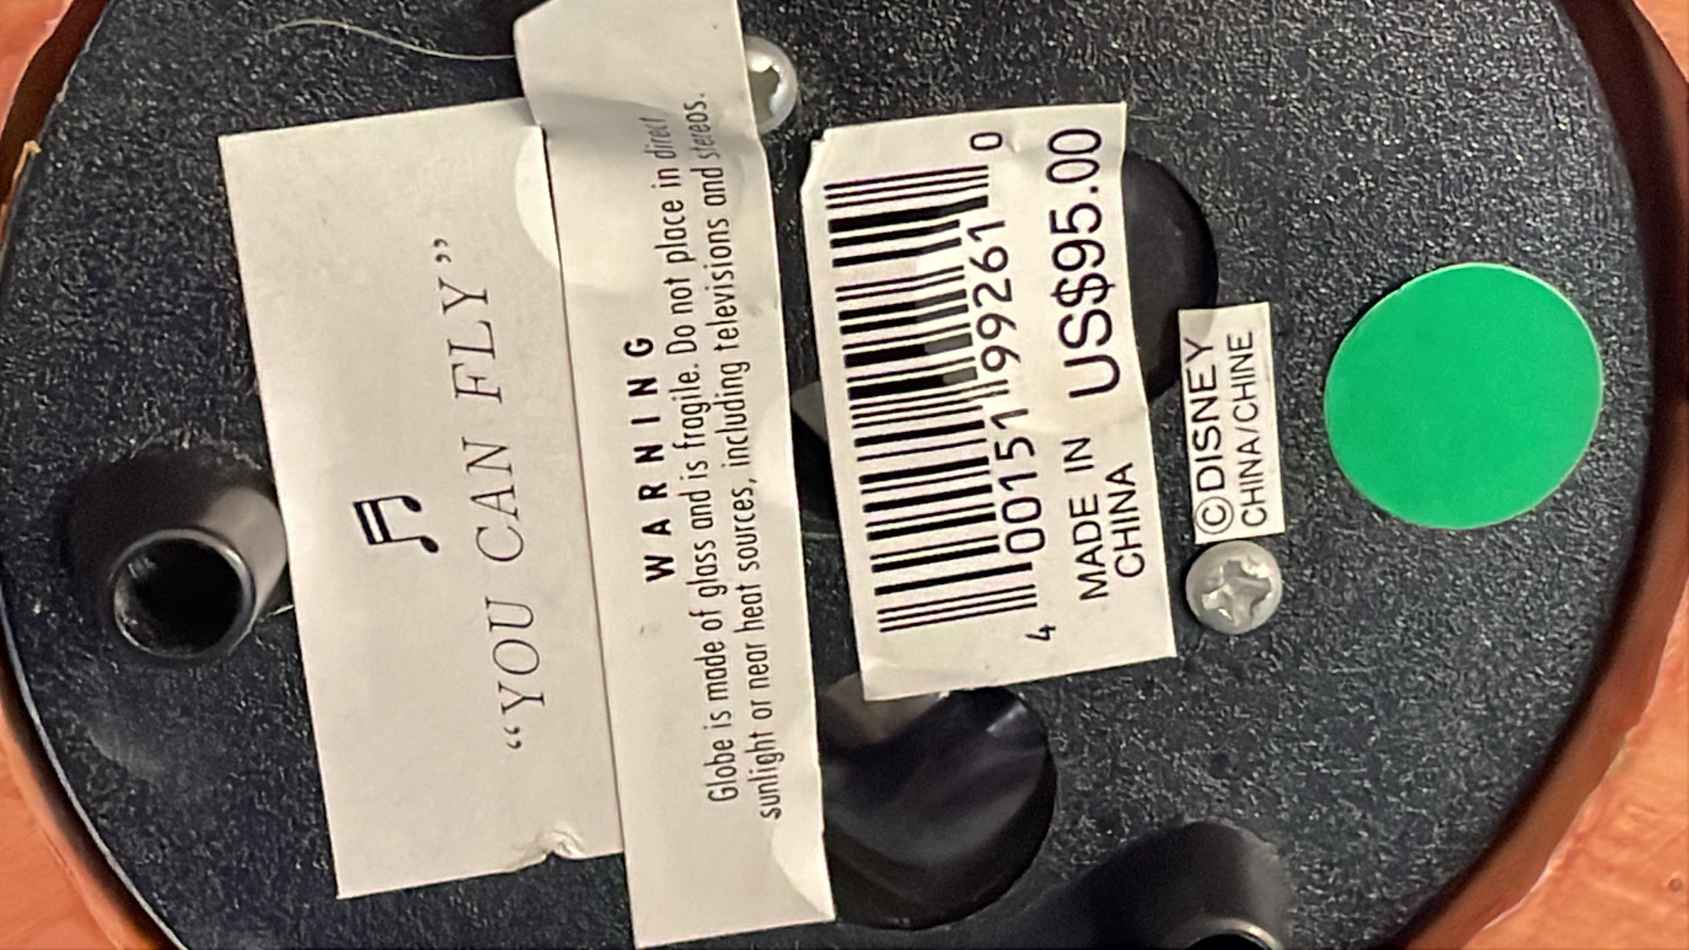 ♫
“YOU CAN FLY”
WARNING
Globe is made of glass and is fragile. Do not place in direct
sunlight or near heat sources, including televisions and stereos.
4 00151 99261 0
MADE IN
CHINA
US$95.00
©DISNEY
CHINA/CHINE